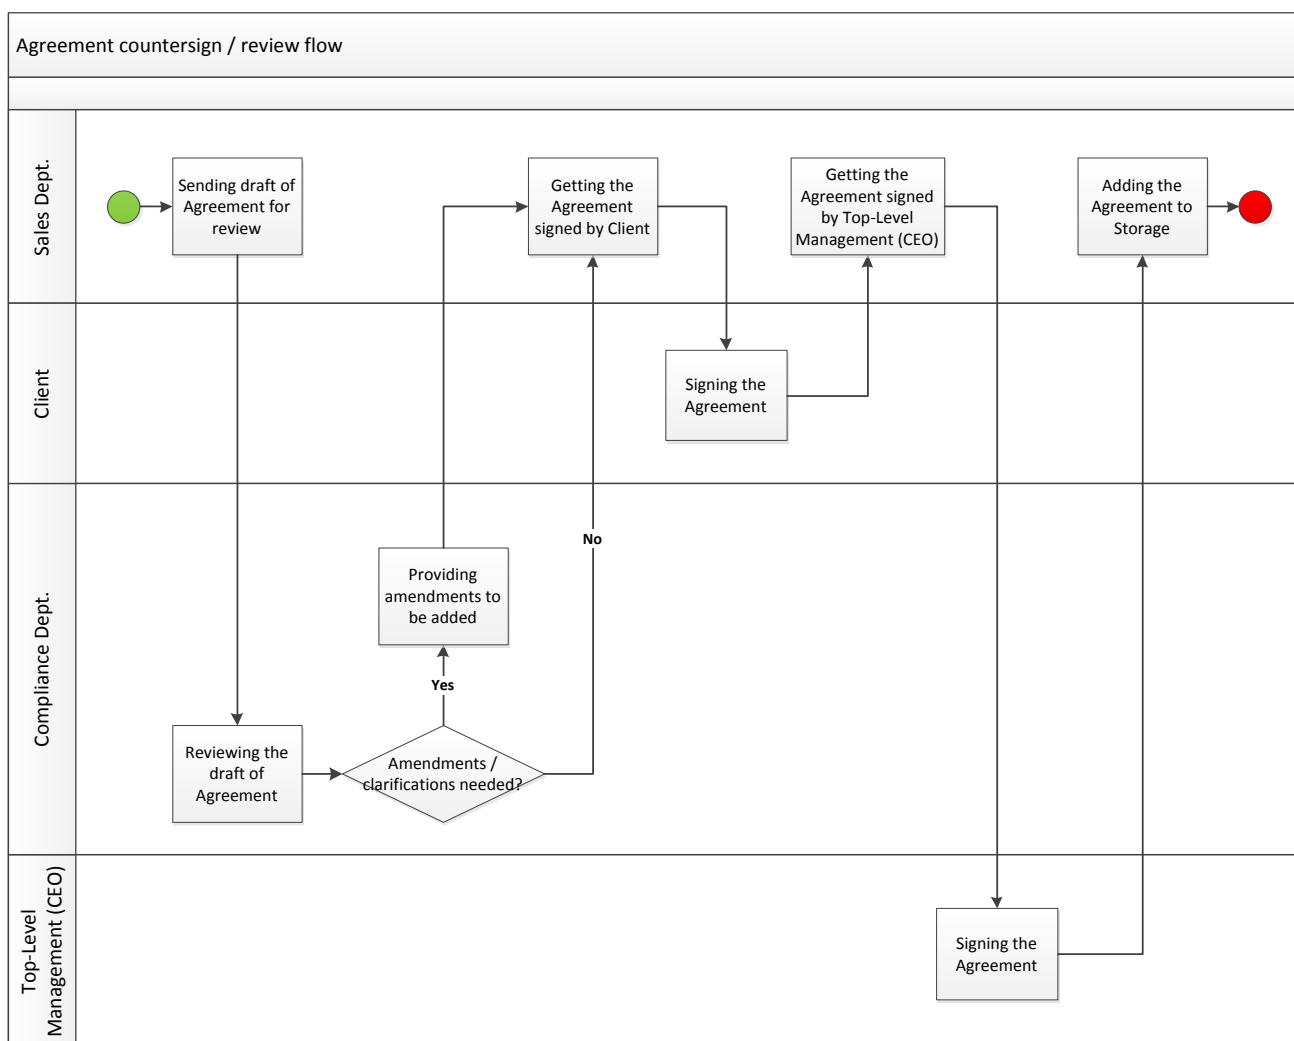 Agreement countersign / review flow
Sales Dept.
Sending draft of
Agreement for
review
Getting the
Agreement
signed by Client
Getting the
Agreement signed
by Top-Level
Management (CEO)
Adding the
Agreement to
Storage
Client
Signing the
Agreement
Compliance Dept.
No
Providing
amendments to
be added
Yes
Reviewing the
draft of
Agreement
Amendments /
clarifications needed?
Top-Level
Management (CEO)
Signing the
Agreement